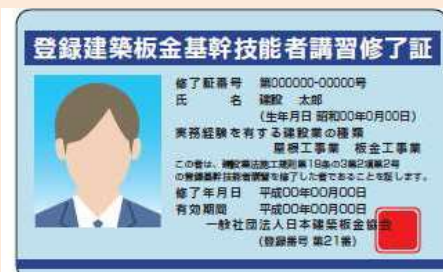 登録建築板金基幹技能者講習修了証
修了証番号　第000000-00000号
氏　　名　建設　太郎
(生年月日 昭和00年0月00日)
実務経験を有する建設業の種類
屋根工事業　板金工事業
この者は、建設業法施工規則第18条の3第2項第2号
の登録基幹技能者講習を修了した者であることを証します。
修了年月日　平成00年00月00日
有効期間　平成00年00月00日
一般社団法人日本建築板金協会
(登録番号 第21番)